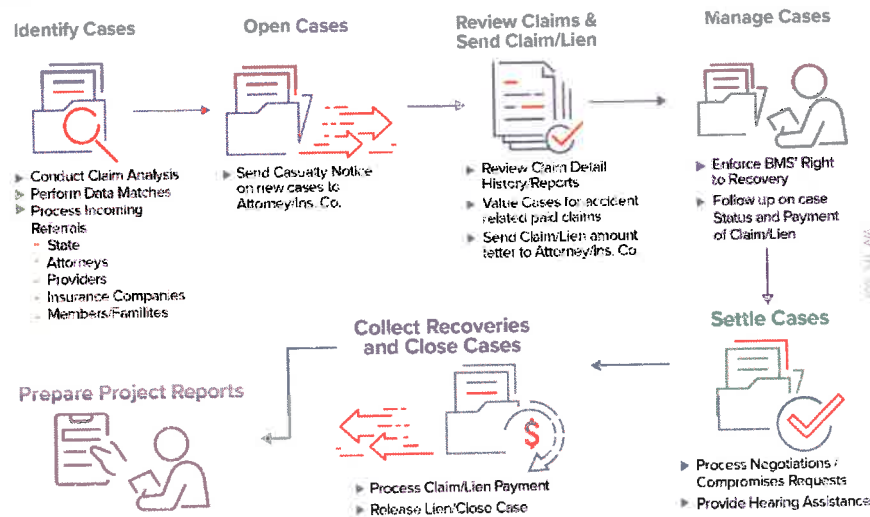 Identify Cases
Conduct Claim Analysis
Perform Data Matches
Process Incoming
Referrals
State
Attorneys
Providers
Insurance Companies
Members/Familites
Open Cases
Send Casualty Notice
on new cases to
Attorney/Ins. Co.
Review Claims &
Send Claim/Lien
Review Claim Detail
History/Reports
Value Cases for accident
related paid claims
Send Claim/Lien amount
letter to Attorney/Ins. Co
Manage Cases
Enforce BMS' Right
to Recovery
Follow up on case
Status and Payment
of Claim/Lien
Settle Cases
Process Negotiations /
Compromises Requests
Provide Hearing Assistance
Collect Recoveries
and Close Cases
$
Process Claim/Lien Payment
Release Lien/Close Case
Prepare Project Reports